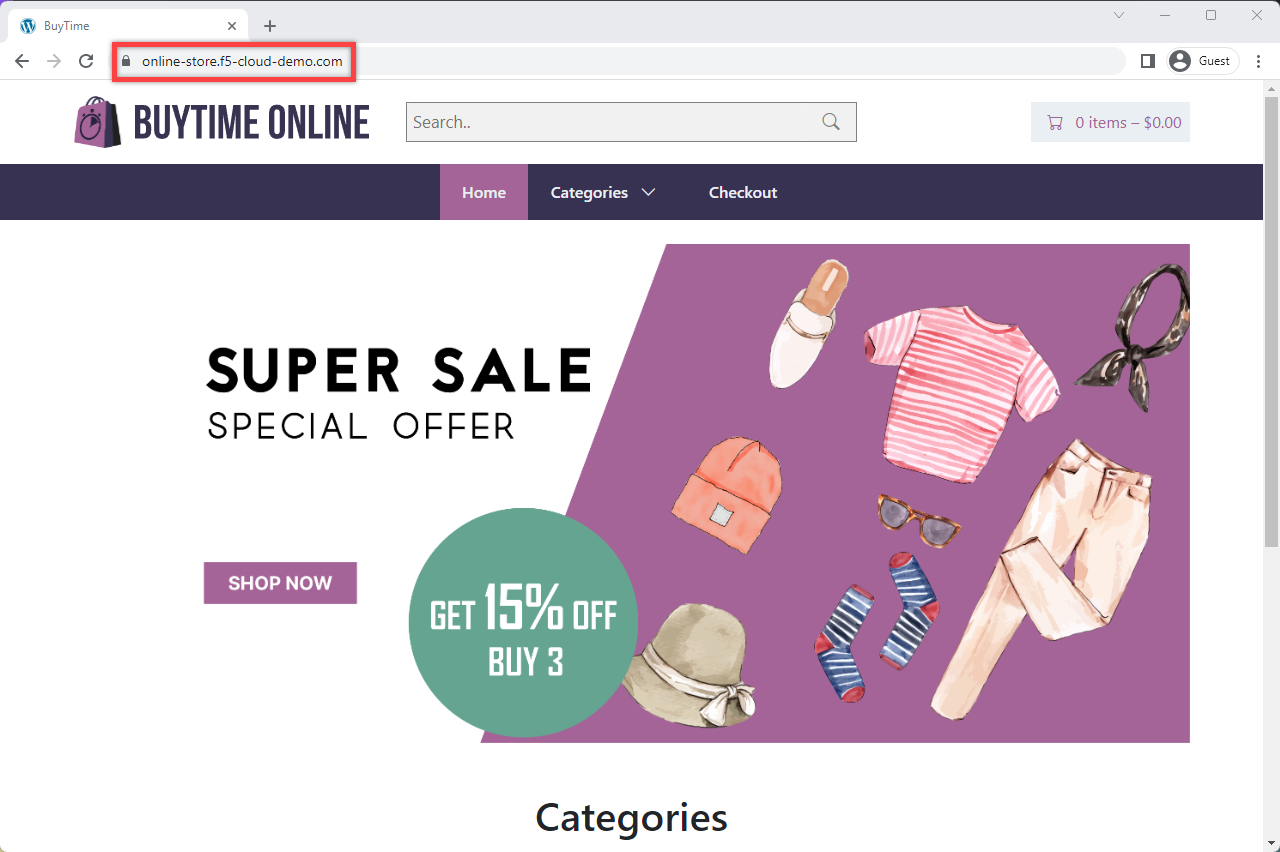 BuyTime
online-store.f5-cloud-demo.com
Guest
BUYTIME ONLINE
Search..
0 items – $0.00
Home
Categories
Checkout
SUPER SALE
SPECIAL OFFER
SHOP NOW
GET 15% OFF
BUY 3
Categories